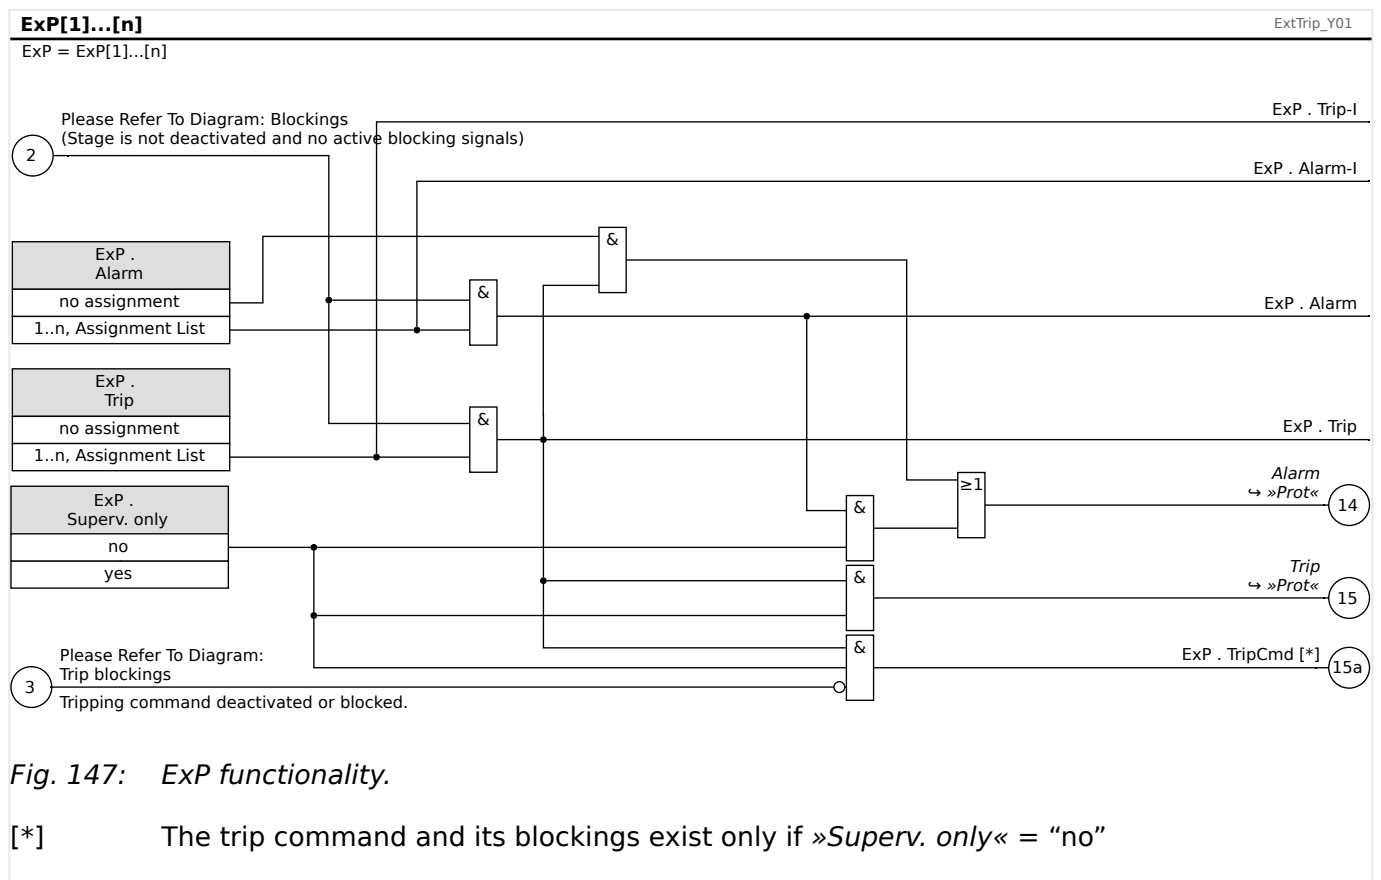 ExP[1]...[n]
ExtTrip_Y01
ExP = ExP[1]...[n]
Please Refer To Diagram: Blockings
(Stage is not deactivated and no active blocking signals)
2
ExP . Trip-I
ExP . Alarm-I
ExP .
Alarm
no assignment
1..n, Assignment List
&
&
ExP . Alarm
ExP .
Trip
no assignment
1..n, Assignment List
&
ExP . Trip
ExP .
Superv. only
no
yes
≥1
Alarm
↪ »Prot«
14
&
&
Trip
↪ »Prot«
15
&
ExP . TripCmd [*]
15a
Please Refer To Diagram:
Trip blockings
3
Tripping command deactivated or blocked.
Fig. 147: ExP functionality.
[*] The trip command and its blockings exist only if »Superv. only« = “no”